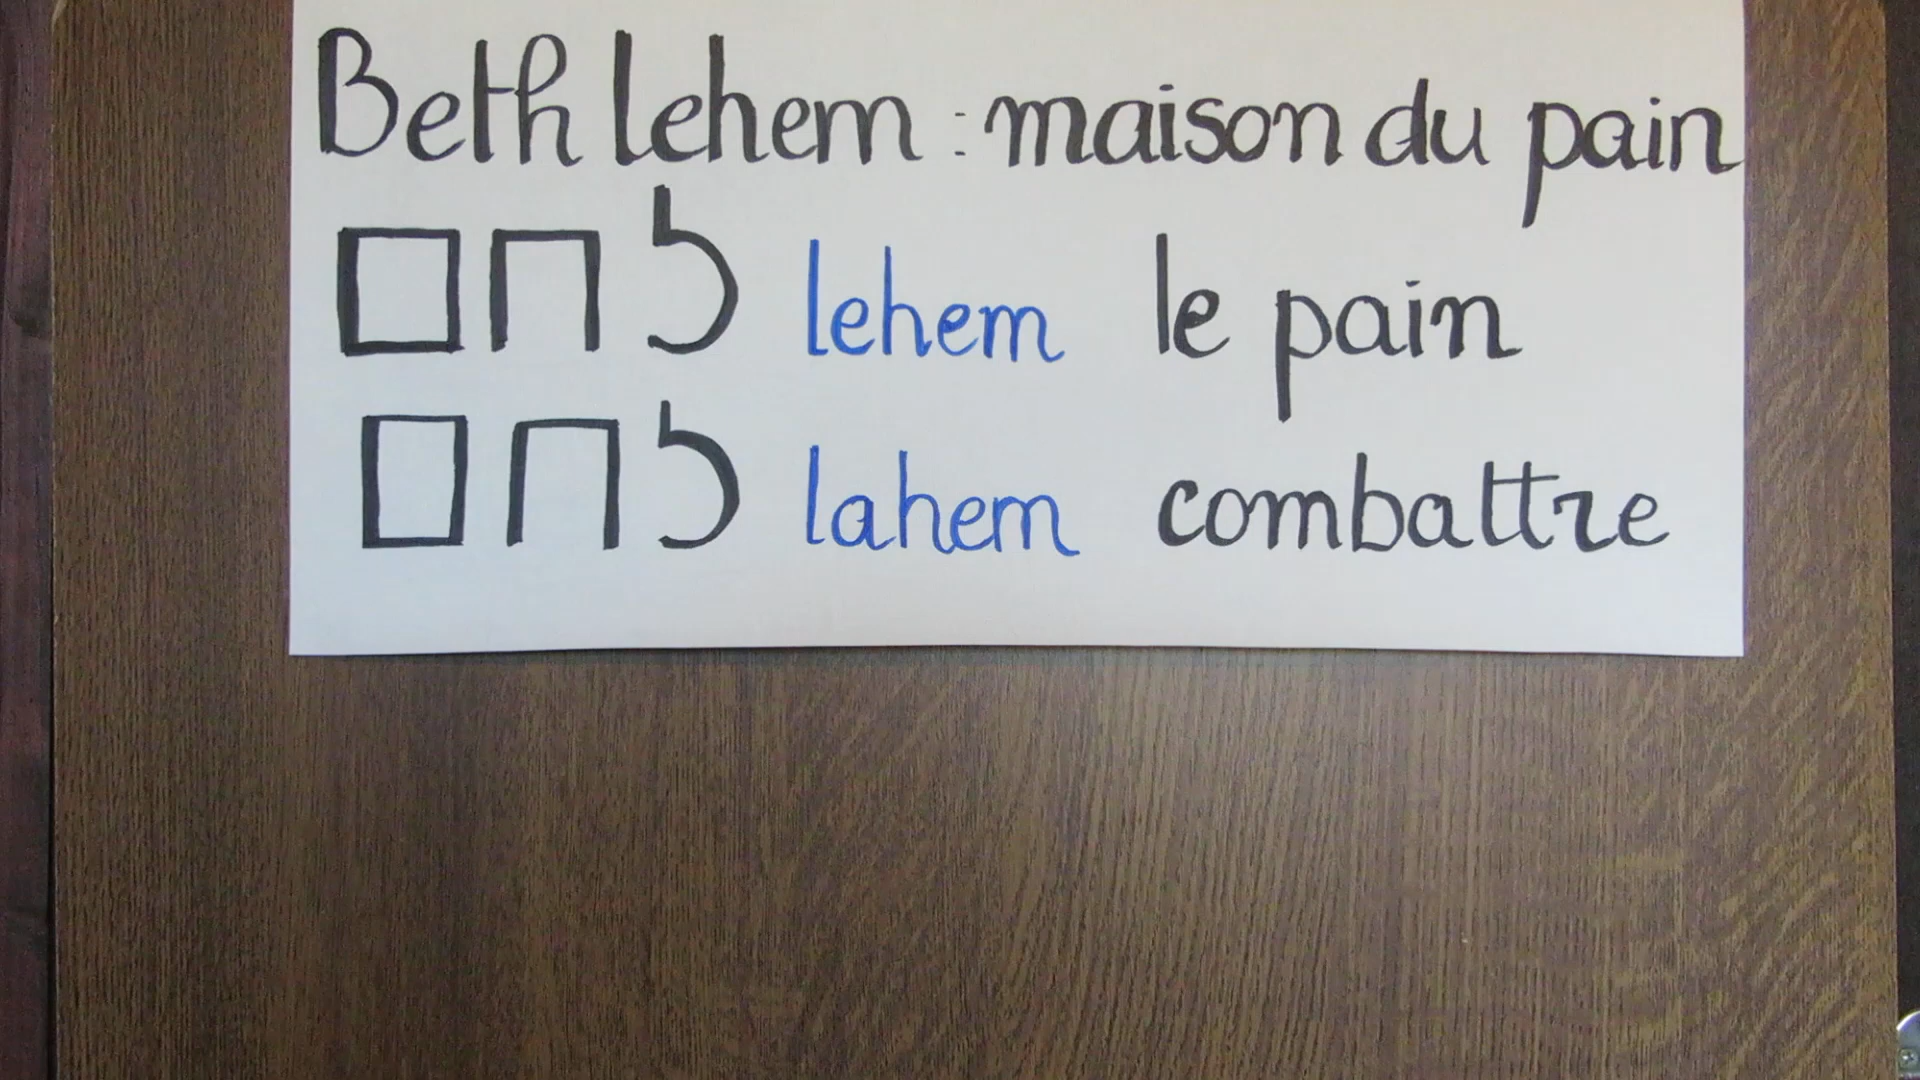 Beth lehem : maison du pain
לחם lehem le pain
לחם lahem combattre